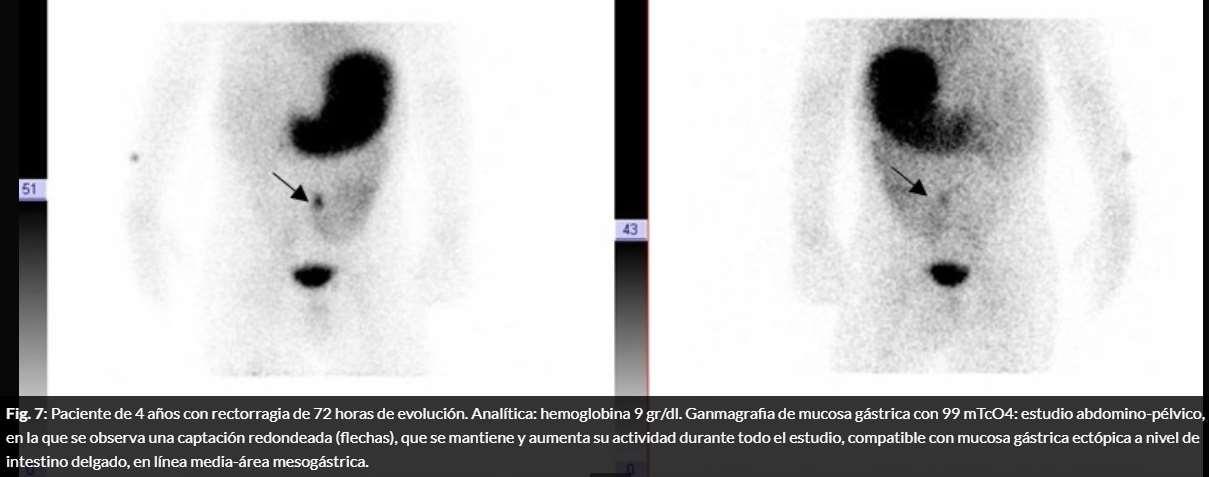 51
43
Fig. 7: Paciente de 4 años con rectorragia de 72 horas de evolución. Analítica: hemoglobina 9 gr/dl. Ganmagrafia de mucosa gástrica con 99 mTcO4: estudio abdomino-pélvico,
en la que se observa una captación redondeada (flechas), que se mantiene y aumenta su actividad durante todo el estudio, compatible con mucosa gástrica ectópica a nivel de
intestino delgado, en línea media-área mesogástrica.
0